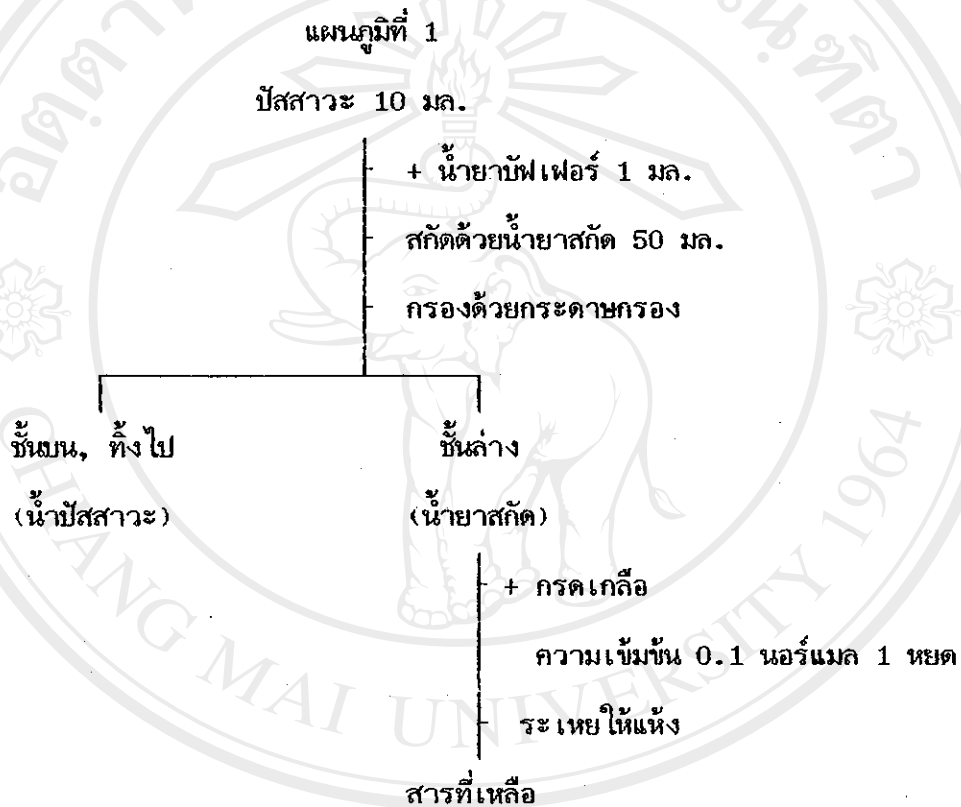 แผนภูมิที่ 1
ปัสสาวะ 10 มล.
+ น้ำยาบัฟเฟอร์ 1 มล.
สกัดด้วยน้ำยาสกัด 50 มล.
กรองด้วยกระดาษกรอง
ชั้นบน, ทิ้งไป ชั้นล่าง
(น้ำปัสสาวะ) (น้ำยาสกัด)
+ กรดเกลือ
ความเข้มข้น 0.1 นอร์แมล 1 หยด
ระเหยให้แห้ง
สารที่เหลือ
CHIANG MAI UNIVERSITY 1964